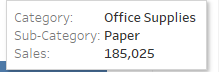 Category: Office Supplies
Sub-Category: Paper
Sales: 185,025